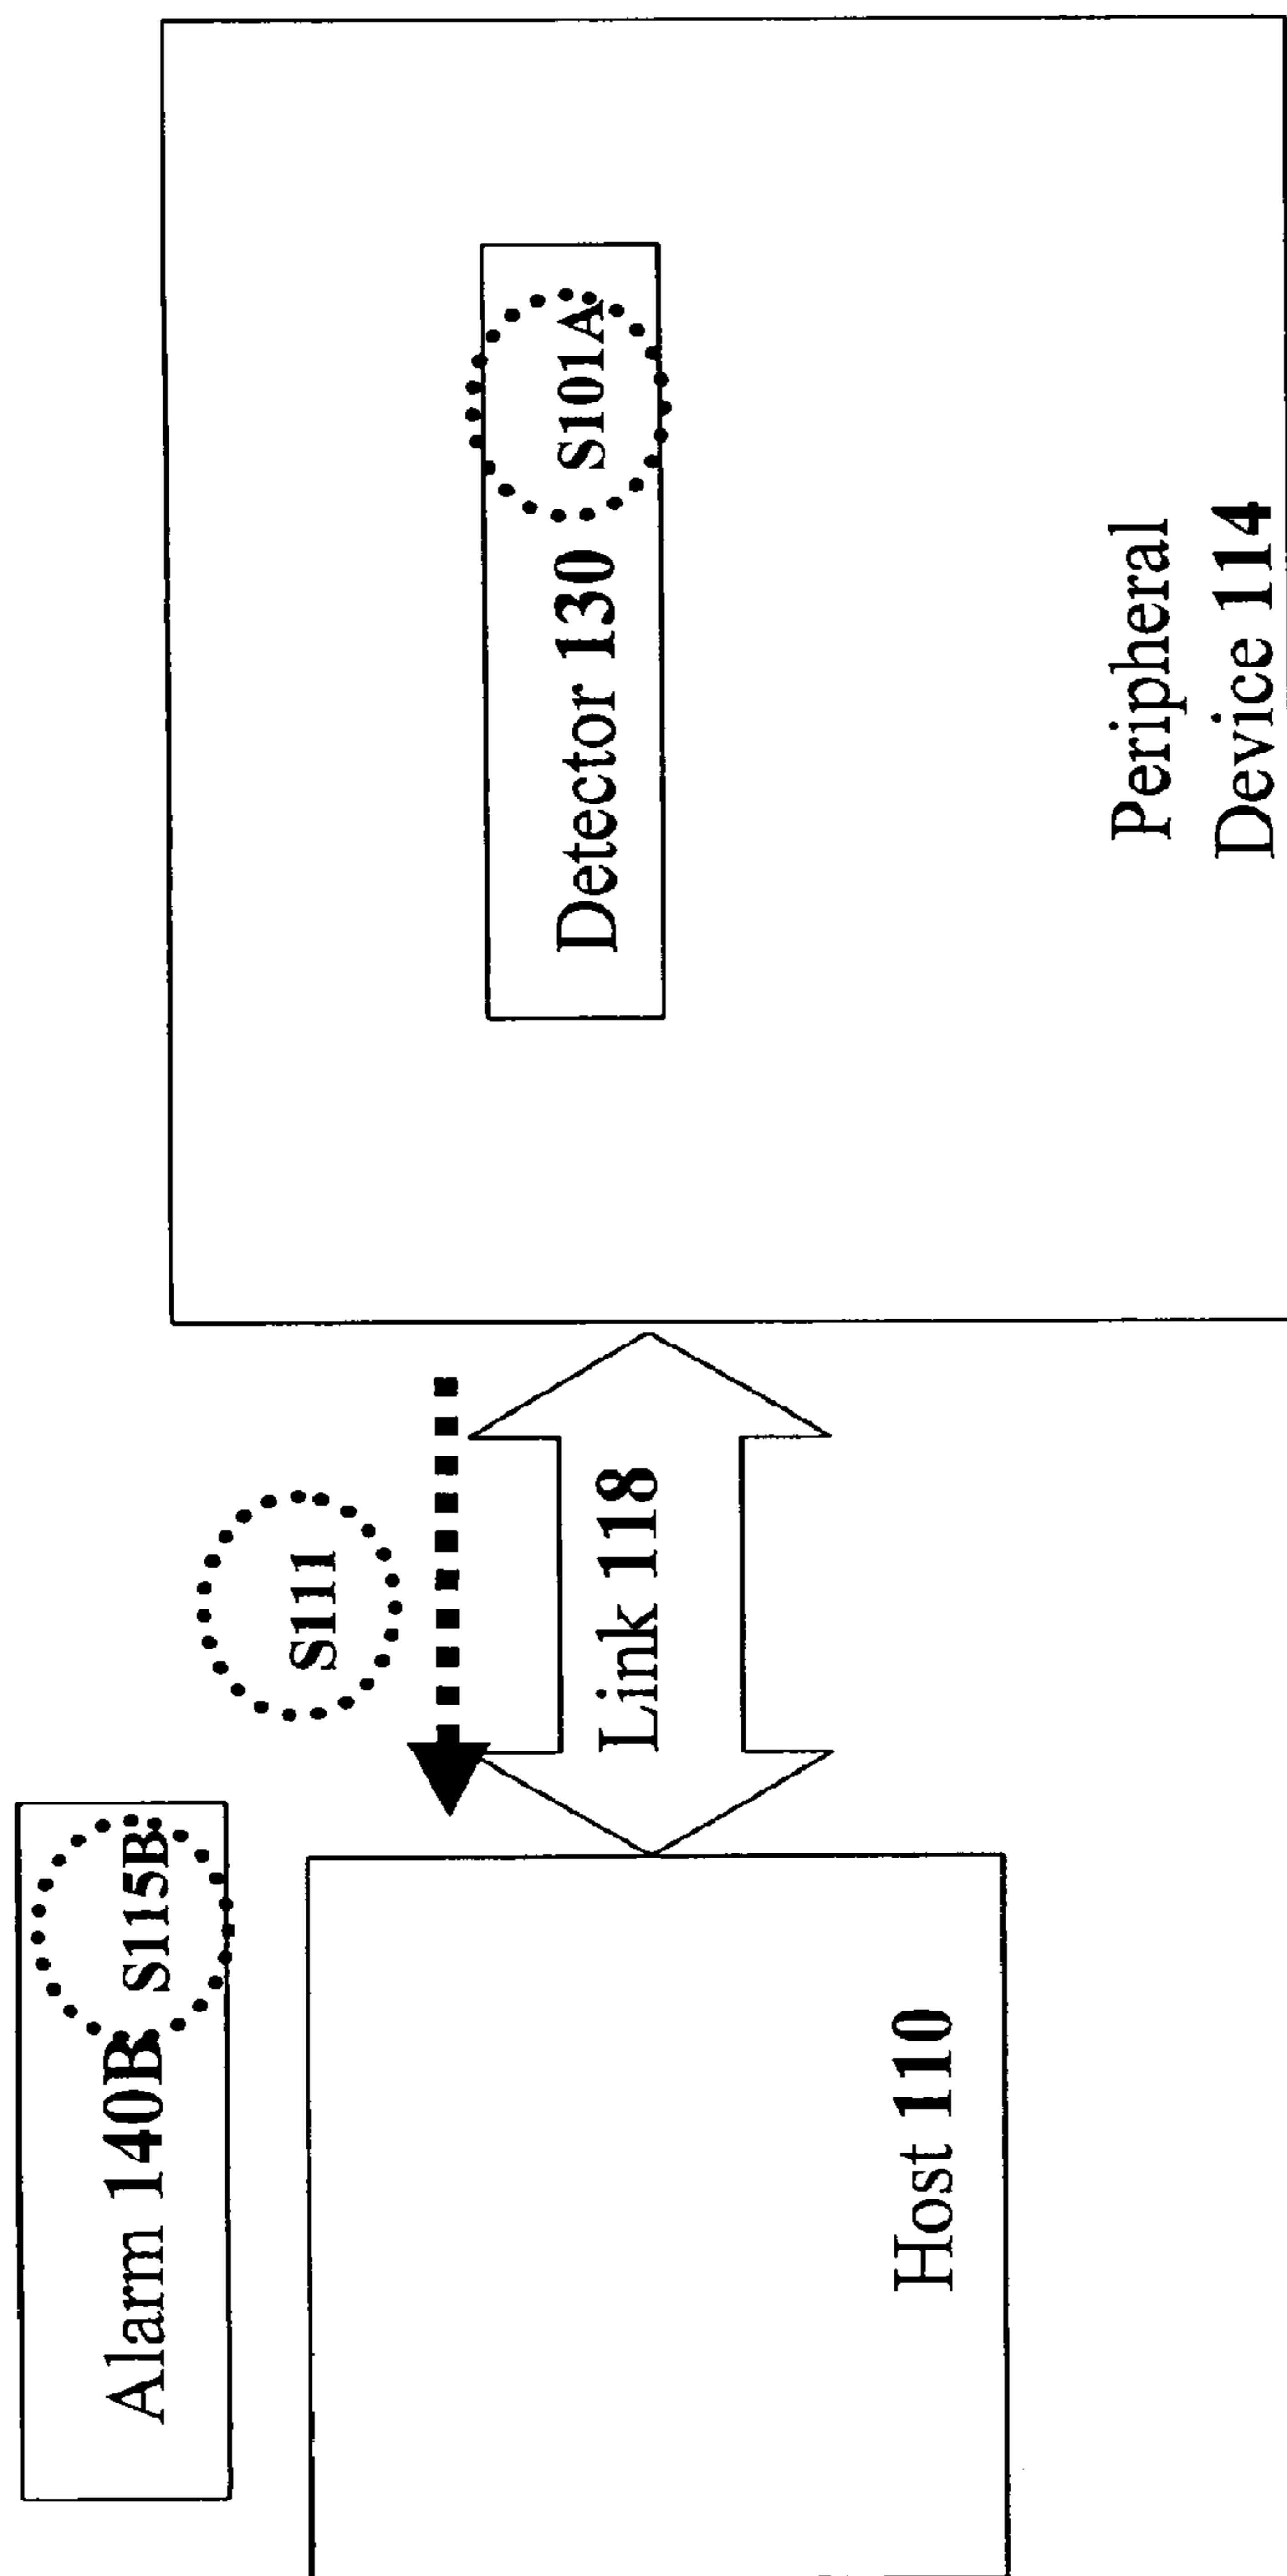 Alarm 140B S115B
S111
Detector 130 S101A
Link 118
Host 110
Peripheral
Device 114